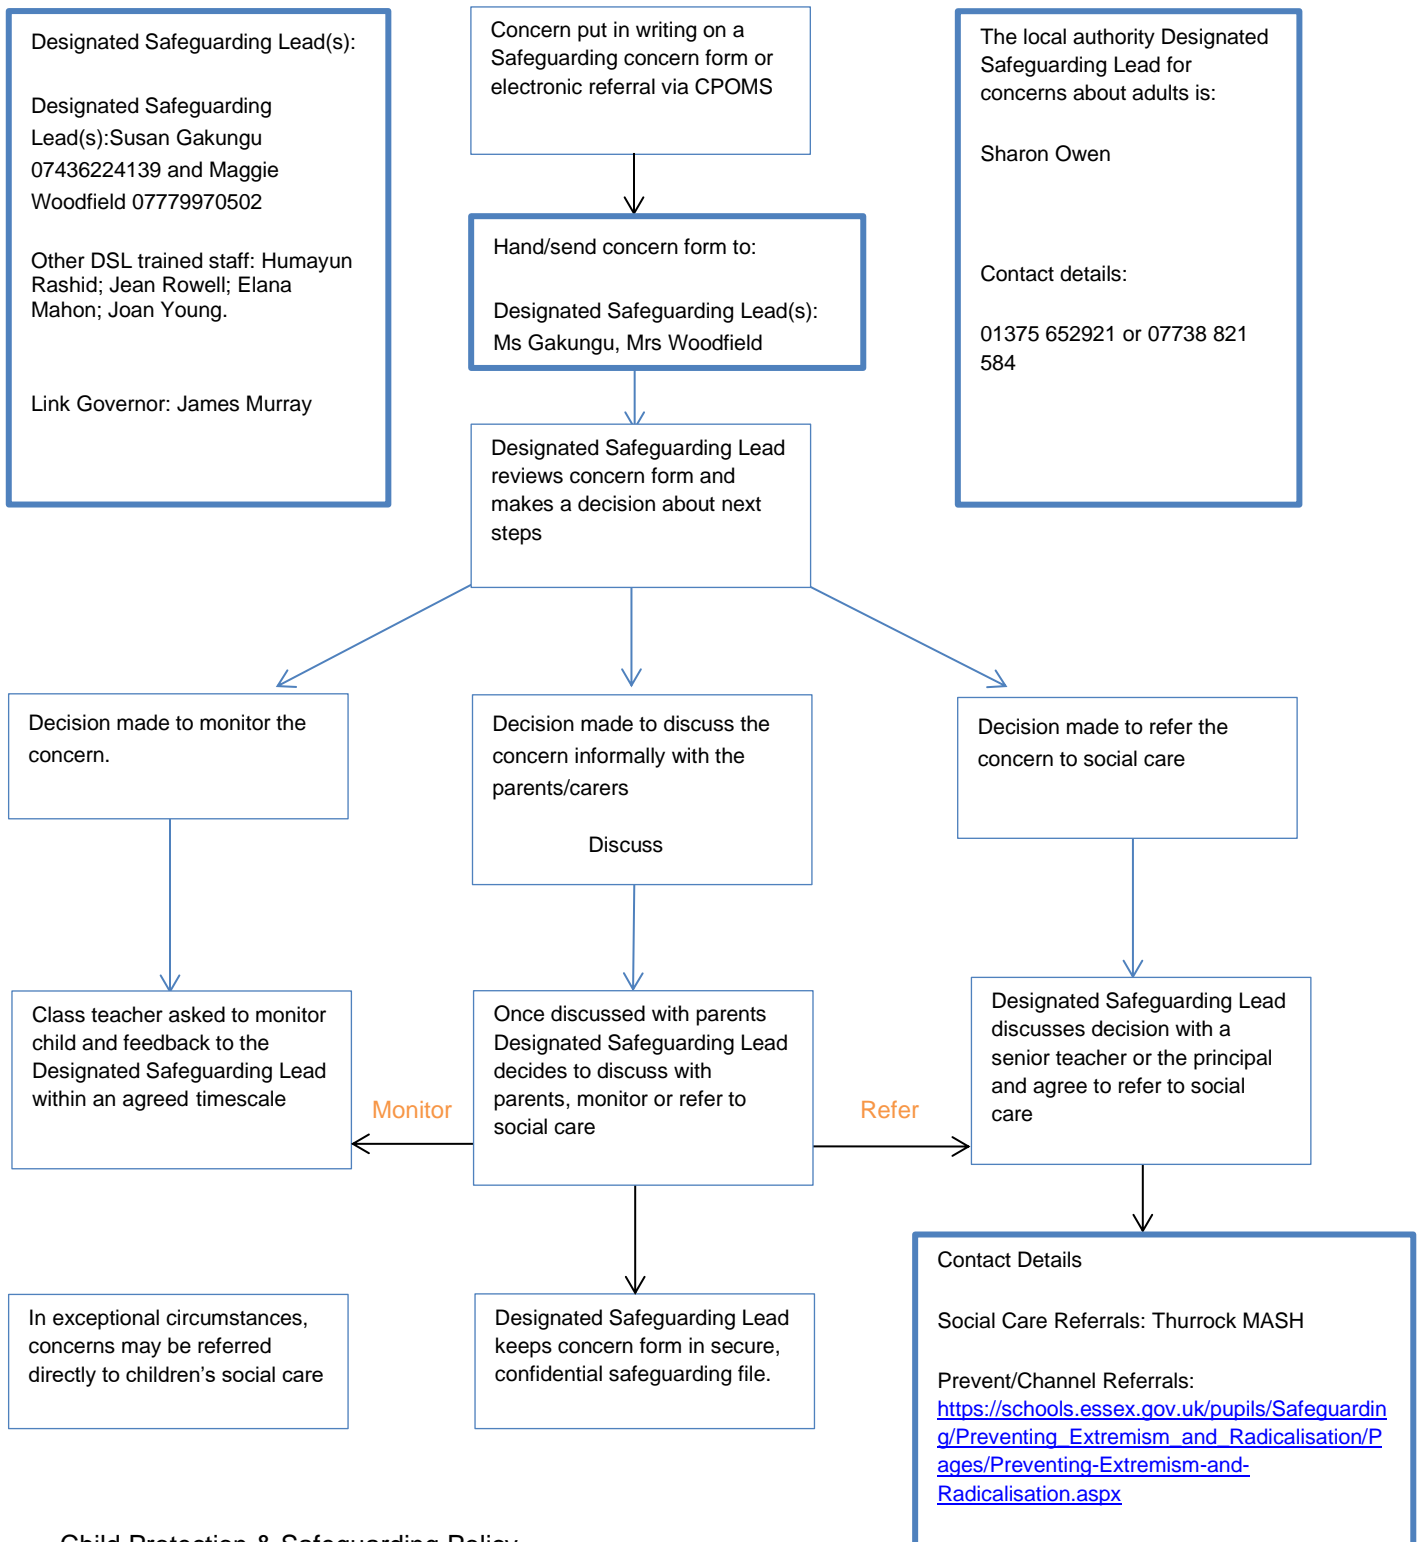 Designated Safeguarding Lead(s):
Designated Safeguarding
Lead(s):Susan Gakungu
07436224139 and Maggie
Woodfield 07779970502
Other DSL trained staff: Humayun
Rashid; Jean Rowell; Elana
Mahon; Joan Young.
Link Governor: James Murray
Concern put in writing on a
Safeguarding concern form or
electronic referral via CPOMS
The local authority Designated
Safeguarding Lead for
concerns about adults is:
Sharon Owen
Contact details:
01375 652921 or 07738 821
584
Hand/send concern form to:
Designated Safeguarding Lead(s):
Ms Gakungu, Mrs Woodfield
Designated Safeguarding Lead
reviews concern form and
makes a decision about next
steps
Decision made to monitor the
concern.
Decision made to discuss the
concern informally with the
parents/carers
Discuss
Decision made to refer the
concern to social care
Class teacher asked to monitor
child and feedback to the
Designated Safeguarding Lead
within an agreed timescale
Monitor
Once discussed with parents
Designated Safeguarding Lead
decides to discuss with
parents, monitor or refer to
social care
Refer
Designated Safeguarding Lead
discusses decision with a
senior teacher or the principal
and agree to refer to social
care
In exceptional circumstances,
concerns may be referred
directly to children’s social care
Designated Safeguarding Lead
keeps concern form in secure,
confidential safeguarding file.
Contact Details
Social Care Referrals: Thurrock MASH
Prevent/Channel Referrals:
https://schools.essex.gov.uk/pupils/Safeguardin
g/Preventing_Extremism_and_Radicalisation/P
ages/Preventing-Extremism-and-
Radicalisation.aspx
Child Protection & Safeguarding Policy